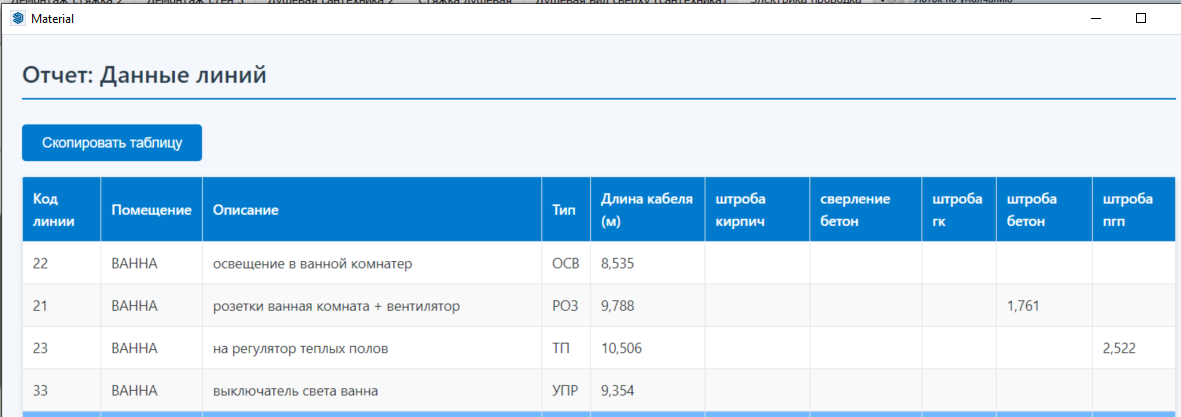 Material
Отчет: Данные линий
Скопировать таблицу
Код линии Помещение Описание Тип Длина кабеля (м) штроба кирпич сверление бетон штроба гк штроба бетон штроба пгп
22 ВАННА освещение в ванной комнатер ОСВ 8,535
21 ВАННА розетки ванная комната + вентилятор РОЗ 9,788 1,761
23 ВАННА на регулятор теплых полов ТП 10,506 2,522
33 ВАННА выключатель света ванна УПР 9,354